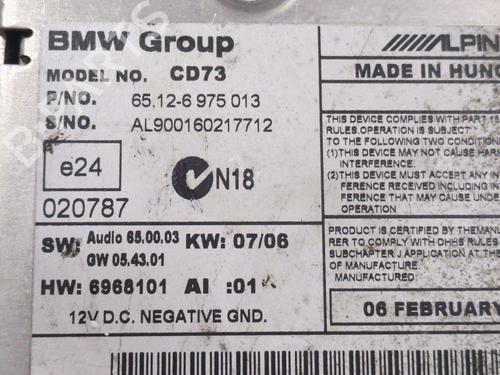 BMW Group
ALPIN
MODEL NO. CD73
MADE IN HUNG
P/NO. 65.12-6 975 013
S/NO. AL900160217712
THIS DEVICE COMPLIES WITH PART 15
RULES.OPERATION IS SUBJECT
TO THE FOLLOWING TWO CONDITION
(1)THIS DEVICE MAY NOT CAUSE HAR
INTERFERENCE.
(2)THIS DEVICE MUST ACCEPT ANY IN
FERENCE RECEIVED INCLUDING IN
FERENCE THAT MAY CAUSE UNDE
OPERATION.
e24
N18
020787
PRODUCT IS CERTIFIED BY THE MANUF
RER TO COMPLY WITH DHHS RULES
SUBCHAPTER J APPLICATION AT THE
OF MANUFACTURE.
MANUFACTURED:
SW: Audio 65.00.03 KW: 07/06
GW 05.43.01
HW: 6968101 AI :01
06 FEBRUARY
12V D.C. NEGATIVE GND.